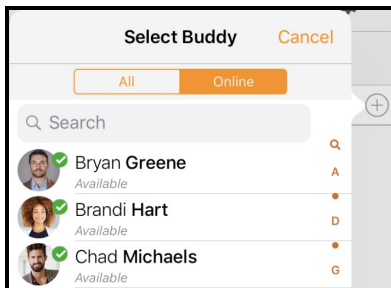 Select Buddy Cancel
All Online
Search
Bryan Greene
Available
Brandi Hart
Available
Chad Michaels
Available
A
D
G